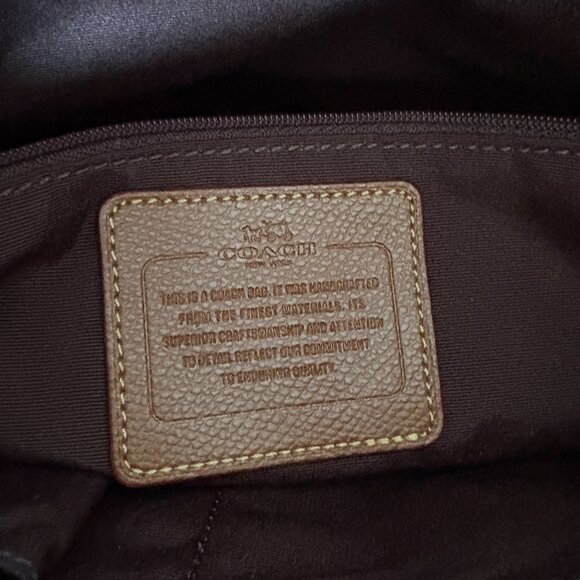 COACH
NEW YORK
THIS IS A COACH BAG. IT WAS HANDCRAFTED
FROM THE FINEST MATERIALS. ITS
SUPERIOR CRAFTSMANSHIP AND ATTENTION
TO DETAIL REFLECT OUR COMMITMENT
TO ENDURING QUALITY.